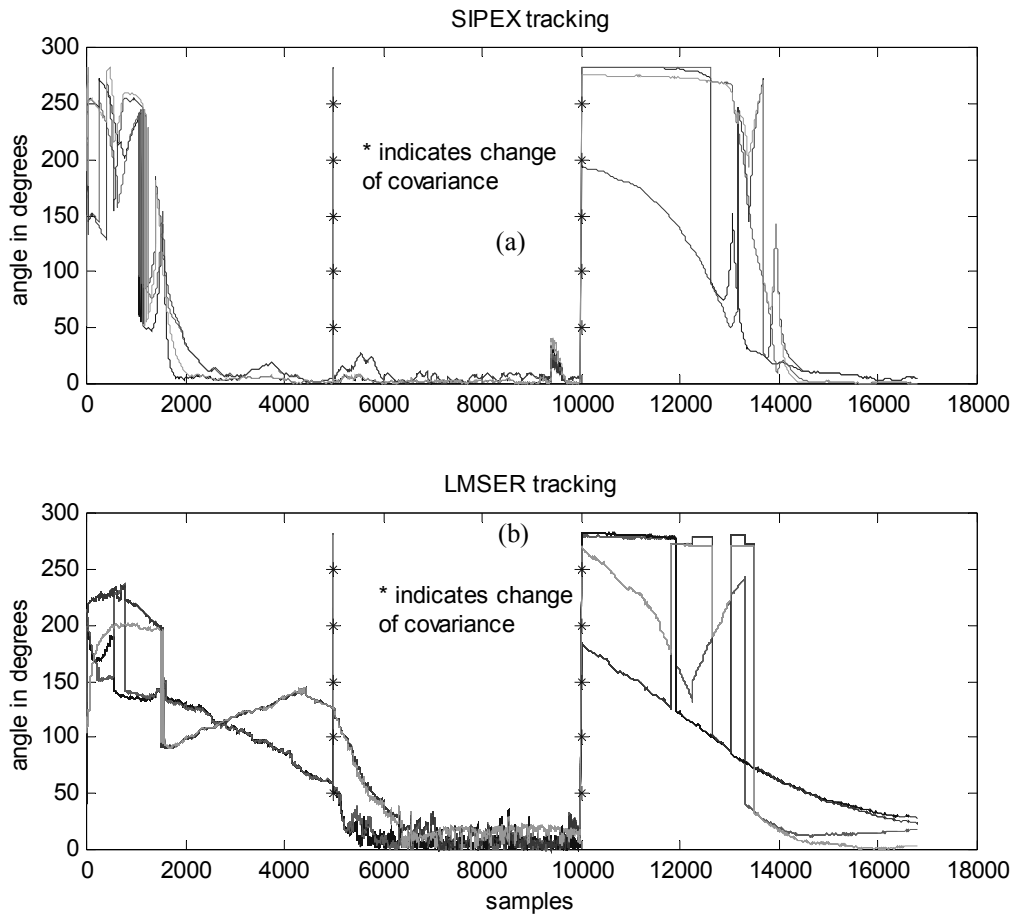 SIPEX tracking
300
250
200
150
100
50
0
angle in degrees
* indicates change
of covariance
(a)
0 2000 4000 6000 8000 10000 12000 14000 16000 18000
LMSER tracking
300
250
200
150
100
50
0
angle in degrees
(b)
* indicates change
of covariance
0 2000 4000 6000 8000 10000 12000 14000 16000 18000
samples